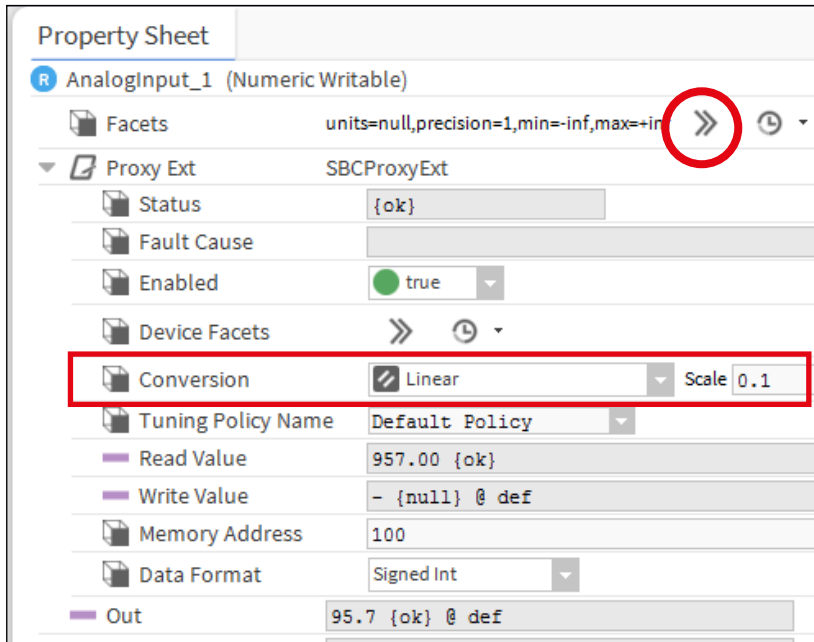 Property Sheet
R AnalogInput_1 (Numeric Writable)
Facets units=null,precision=1,min=-inf,max=+in
Proxy Ext SBCProxyExt
Status {ok}
Fault Cause
Enabled true
Device Facets
Conversion Linear Scale 0.1
Tuning Policy Name Default Policy
Read Value 957.00 {ok}
Write Value - {null} @ def
Memory Address 100
Data Format Signed Int
Out 95.7 {ok} @ def